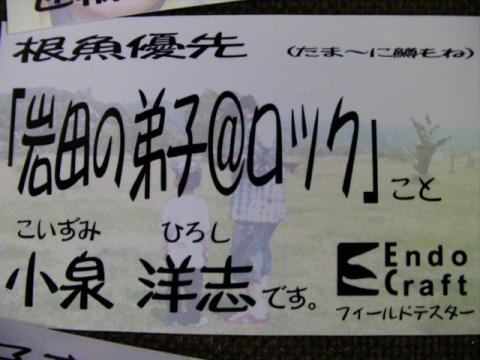 根魚優先 (たま～に鱒もね)
「岩田の弟子@ロック」こと
こいずみ ひろし
小泉 洋志です。
Endo
Craft
フィールドテスター